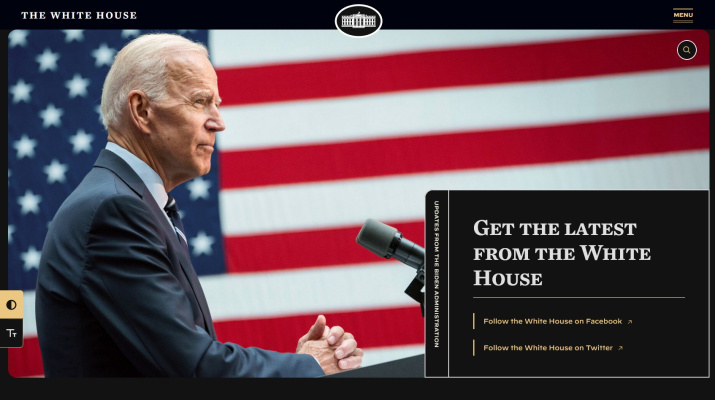 THE WHITE HOUSE
MENU
UPDATES FROM THE BIDEN ADMINISTRATION
GET THE LATEST
FROM THE WHITE
HOUSE
Follow the White House on Facebook ↗
Follow the White House on Twitter ↗
TT